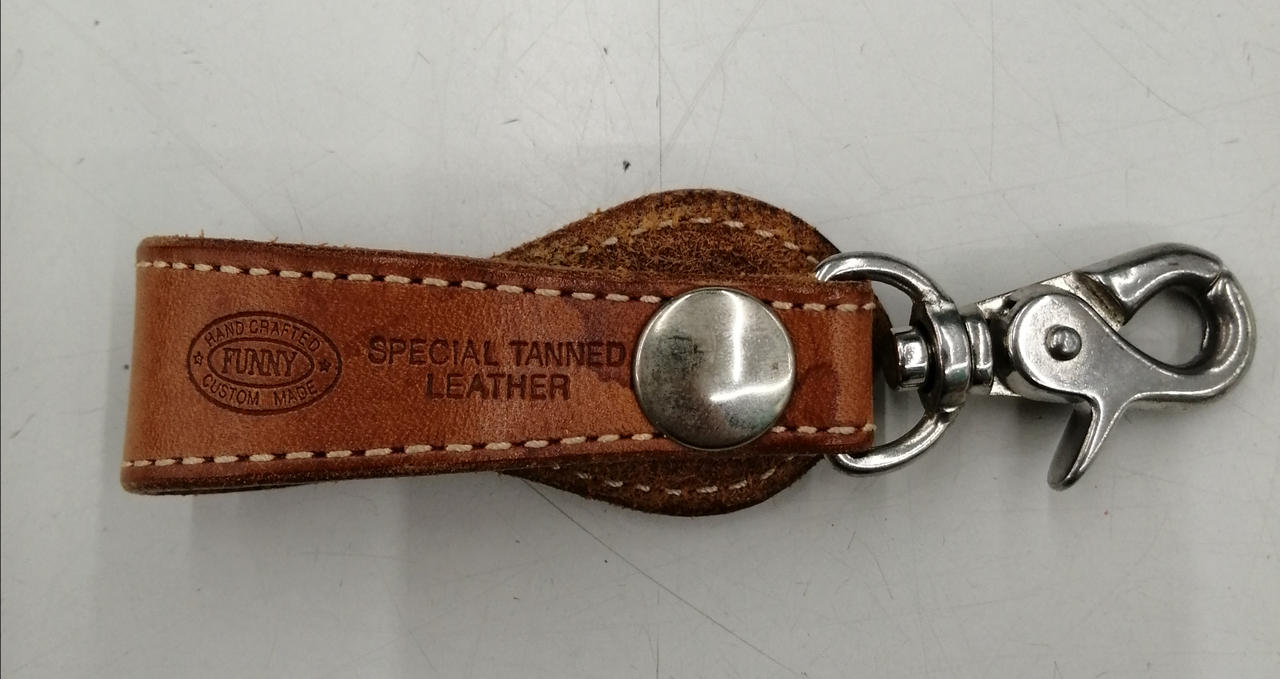 HAND CRAFTED
FUNNY
CUSTOM MADE
SPECIAL TANNED
LEATHER